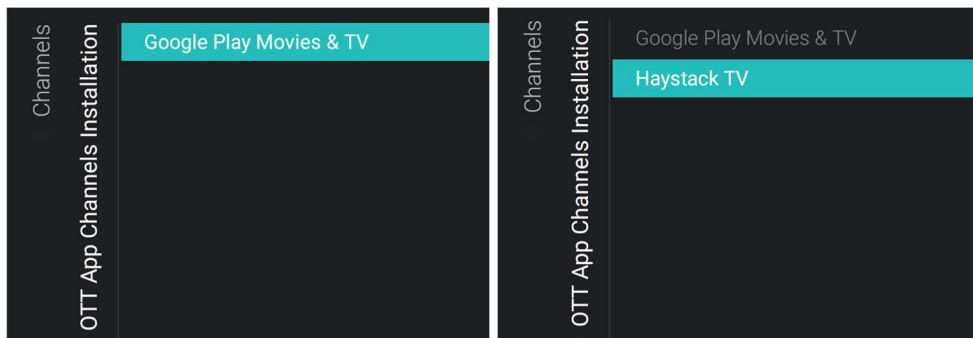 Channels
OTT App Channels Installation
Google Play Movies & TV
Channels
OTT App Channels Installation
Google Play Movies & TV
Haystack TV